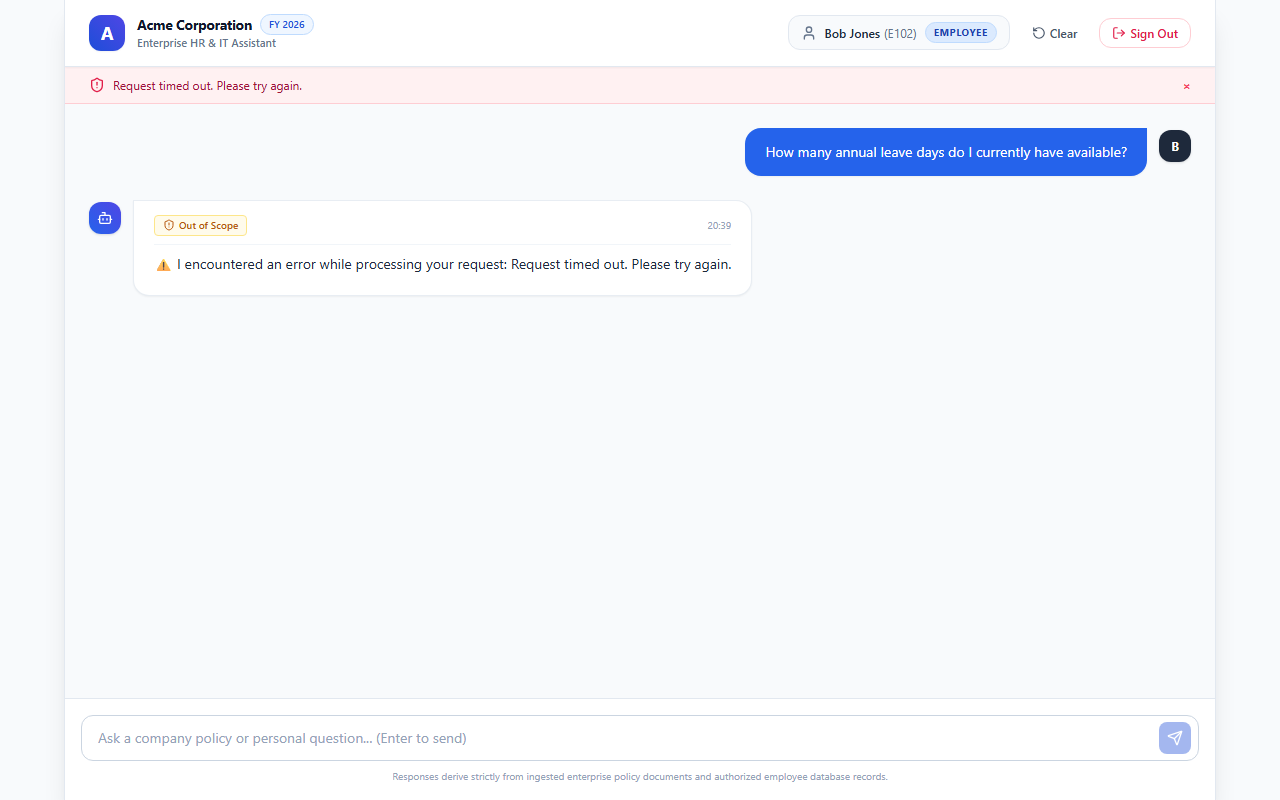 A
Acme Corporation FY 2026
Enterprise HR & IT Assistant
Bob Jones (E102) EMPLOYEE
Clear
Sign Out
Request timed out. Please try again. ×
How many annual leave days do I currently have available?
B
Out of Scope 20:39
⚠️ I encountered an error while processing your request: Request timed out. Please try again.
Ask a company policy or personal question... (Enter to send)
Responses derive strictly from ingested enterprise policy documents and authorized employee database records.